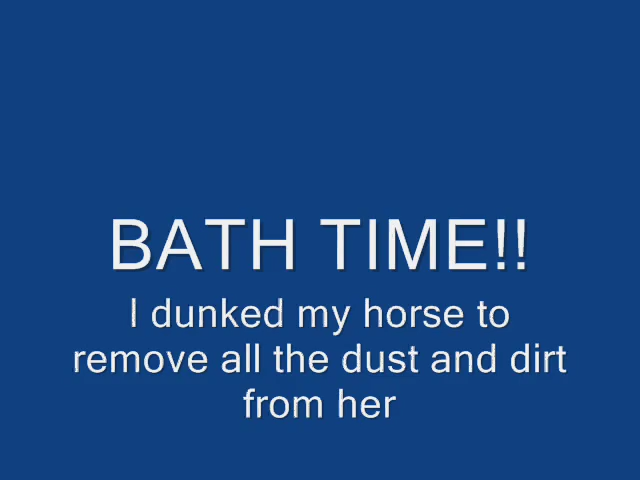 BATH TIME!!
I dunked my horse to
remove all the dust and dirt
from her